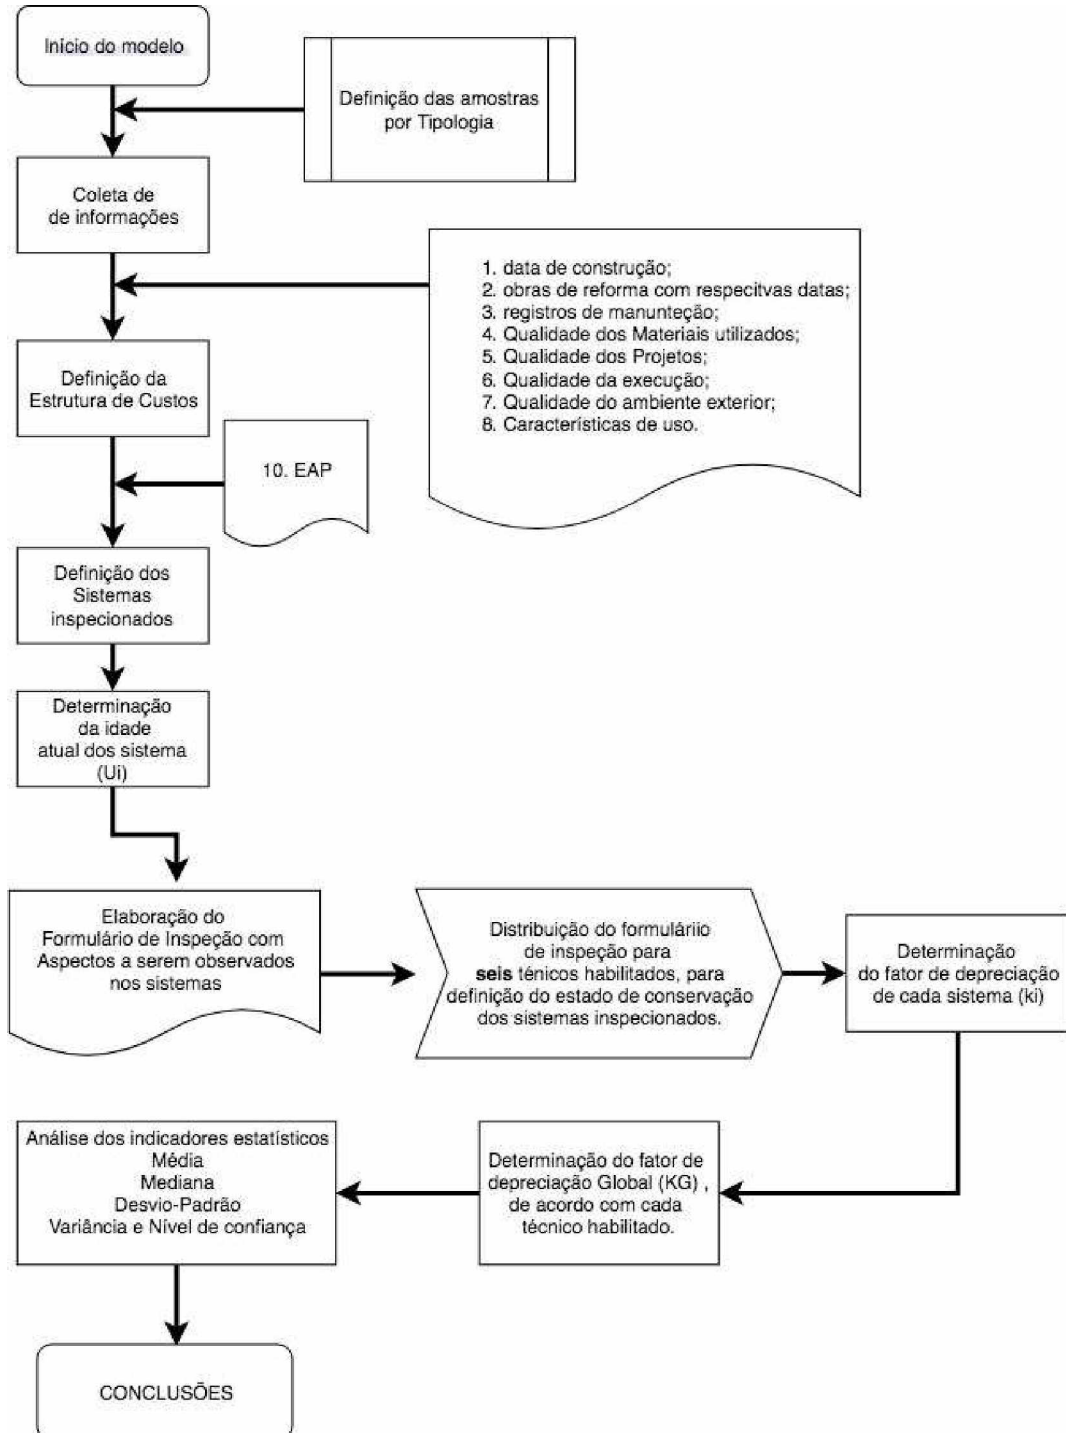 Início do modelo
Definição das amostras
por Tipologia
Coleta de
de informações
1. data de construção;
2. obras de reforma com respecitvas datas;
3. registros de manunteção;
4. Qualidade dos Materiais utilizados;
5. Qualidade dos Projetos;
6. Qualidade da execução;
7. Qualidade do ambiente exterior;
8. Características de uso.
Definição da
Estrutura de Custos
10. EAP
Definição dos
Sistemas
inspecionados
Determinação
da idade
atual dos sistema
(Ui)
Elaboração do
Formulário de Inspeção com
Aspectos a serem observados
nos sistemas
Distribuição do formuláriio
de inspeção para
seis ténicos habilitados, para
definição do estado de conservação
dos sistemas inspecionados.
Determinação
do fator de depreciação
de cada sistema (ki)
Determinação do fator de
depreciação Global (KG) ,
de acordo com cada
técnico habilitado.
Análise dos indicadores estatísticos
Média
Mediana
Desvio-Padrão
Variância e Nível de confiança
CONCLUSÕES